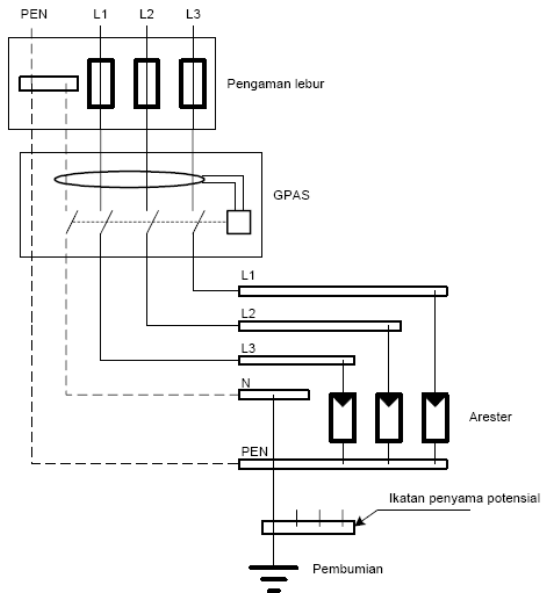 PEN L1 L2 L3
Pengaman lebur
GPAS
L1
L2
L3
N
Arester
PEN
Ikatan penyama potensial
Pembumian